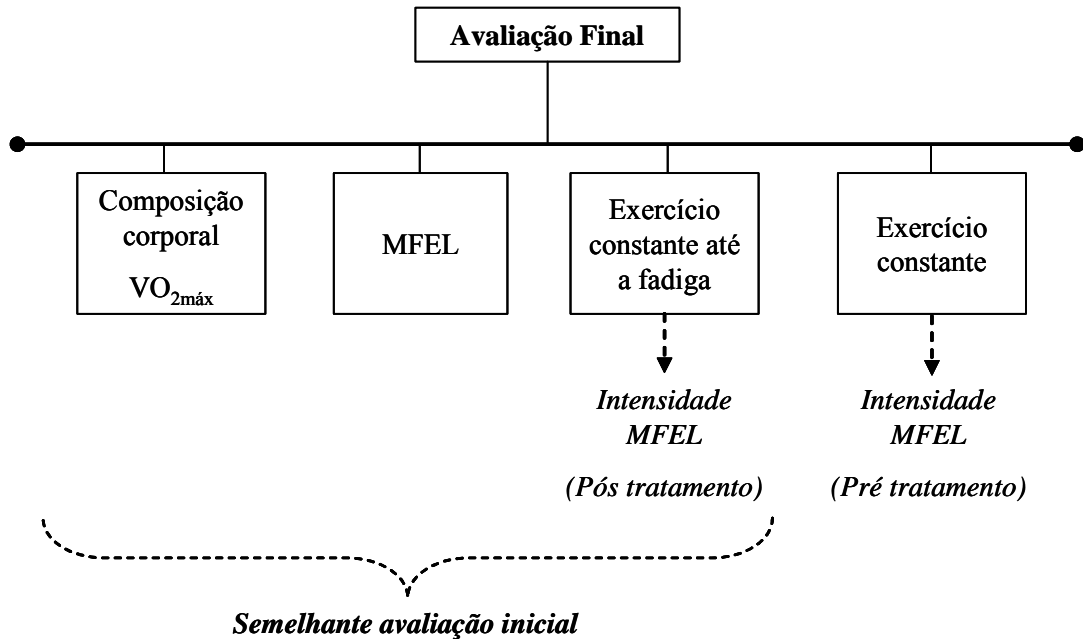 Avaliação Final
Composição
corporal
VO2máx
MFEL
Exercício
constante até
a fadiga
Exercício
constante
Intensidade
MFEL
(Pós tratamento)
Intensidade
MFEL
(Pré tratamento)
Semelhante avaliação inicial